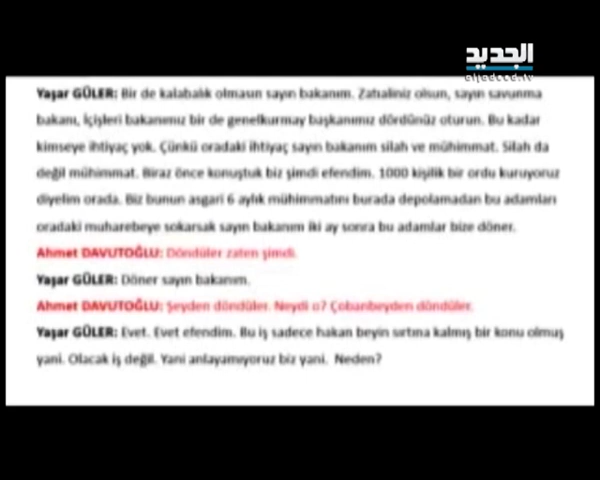 الجديد
aljadeed.tv
Yaşar GÜLER: Bir de kalabalık olmasın sayın bakanım. Zatıaliniz olsun, sayın savunma
bakanı, İçişleri bakanımız bir de genelkurmay başkanımız dördünüz oturun. Bu kadar
kimseye ihtiyaç yok. Çünkü oradaki ihtiyaç sayın bakanım silah ve mühimmat. Silah da
değil mühimmat. Biraz önce konuştuk biz şimdi efendim. 1000 kişilik bir ordu kuruyoruz
diyelim orada. Biz bunun asgari 6 aylık mühimmatını burada depolamadan bu adamları
oradaki muharebeye sokarsak sayın bakanım iki ay sonra bu adamlar bize döner.
Ahmet DAVUTOĞLU: Döndüler zaten şimdi.
Yaşar GÜLER: Döner sayın bakanım.
Ahmet DAVUTOĞLU: Şeyden döndüler. Neydi o? Çobanbeyden döndüler.
Yaşar GÜLER: Evet. Evet efendim. Bu iş sadece hakan beyin sırtına kalmış bir konu olmuş
yani. Olacak iş değil. Yani anlayamıyoruz biz yani. Neden?